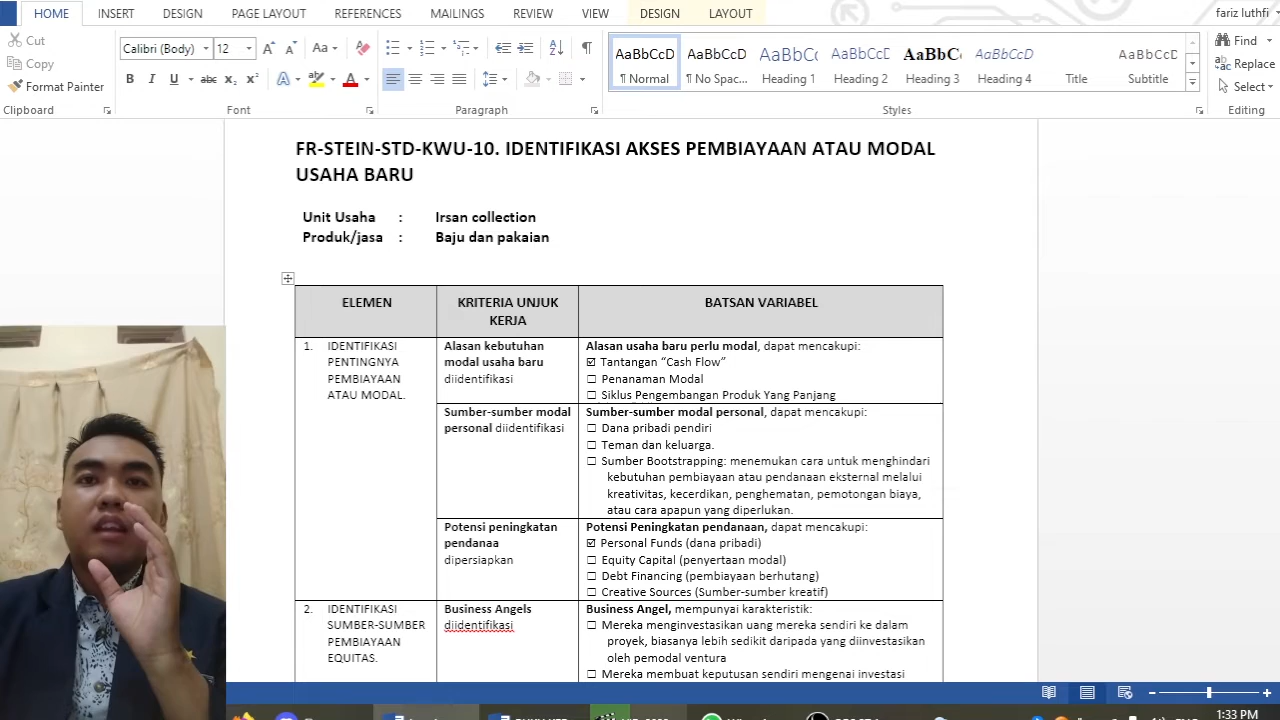 HOME INSERT DESIGN PAGE LAYOUT REFERENCES MAILINGS REVIEW VIEW DESIGN LAYOUT fariz luthfi
Cut
Copy
Format Painter
Clipboard
Calibri (Body) 12
Aa
B I U abc x₂ x²
A A
Font
Paragraph
AaBbCcD AaBbCcD AaBbCc AaBbCcD AaBbC AaBbCcD AaBbCcD
¶ Normal ¶ No Spac... Heading 1 Heading 2 Heading 3 Heading 4 Title Subtitle
Styles
Find
Replace
Select
Editing
FR-STEIN-STD-KWU-10. IDENTIFIKASI AKSES PEMBIAYAAN ATAU MODAL
USAHA BARU
Unit Usaha : Irsan collection
Produk/jasa : Baju dan pakaian
ELEMEN
KRITERIA UNJUK
KERJA
BATSAN VARIABEL
1. IDENTIFIKASI
PENTINGNYA
PEMBIAYAAN
ATAU MODAL.
Alasan kebutuhan
modal usaha baru
diidentifikasi
Alasan usaha baru perlu modal, dapat mencakupi:
☑ Tantangan “Cash Flow”
☐ Penanaman Modal
☐ Siklus Pengembangan Produk Yang Panjang
Sumber-sumber modal
personal diidentifikasi
Sumber-sumber modal personal, dapat mencakupi:
☐ Dana pribadi pendiri
☐ Teman dan keluarga.
☐ Sumber Bootstrapping: menemukan cara untuk menghindari
kebutuhan pembiayaan atau pendanaan eksternal melalui
kreativitas, kecerdikan, penghematan, pemotongan biaya,
atau cara apapun yang diperlukan.
Potensi peningkatan
pendanaa
dipersiapkan
Potensi Peningkatan pendanaan, dapat mencakupi:
☑ Personal Funds (dana pribadi)
☐ Equity Capital (penyertaan modal)
☐ Debt Financing (pembiayaan berhutang)
☐ Creative Sources (Sumber-sumber kreatif)
2. IDENTIFIKASI
SUMBER-SUMBER
PEMBIAYAAN
EQUITAS.
Business Angels
diidentifikasi
Business Angel, mempunyai karakteristik:
☐ Mereka menginvestasikan uang mereka sendiri ke dalam
proyek, biasanya lebih sedikit daripada yang diinvestasikan
oleh pemodal ventura
☐ Mereka membuat keputusan sendiri mengenai investasi
1:33 PM